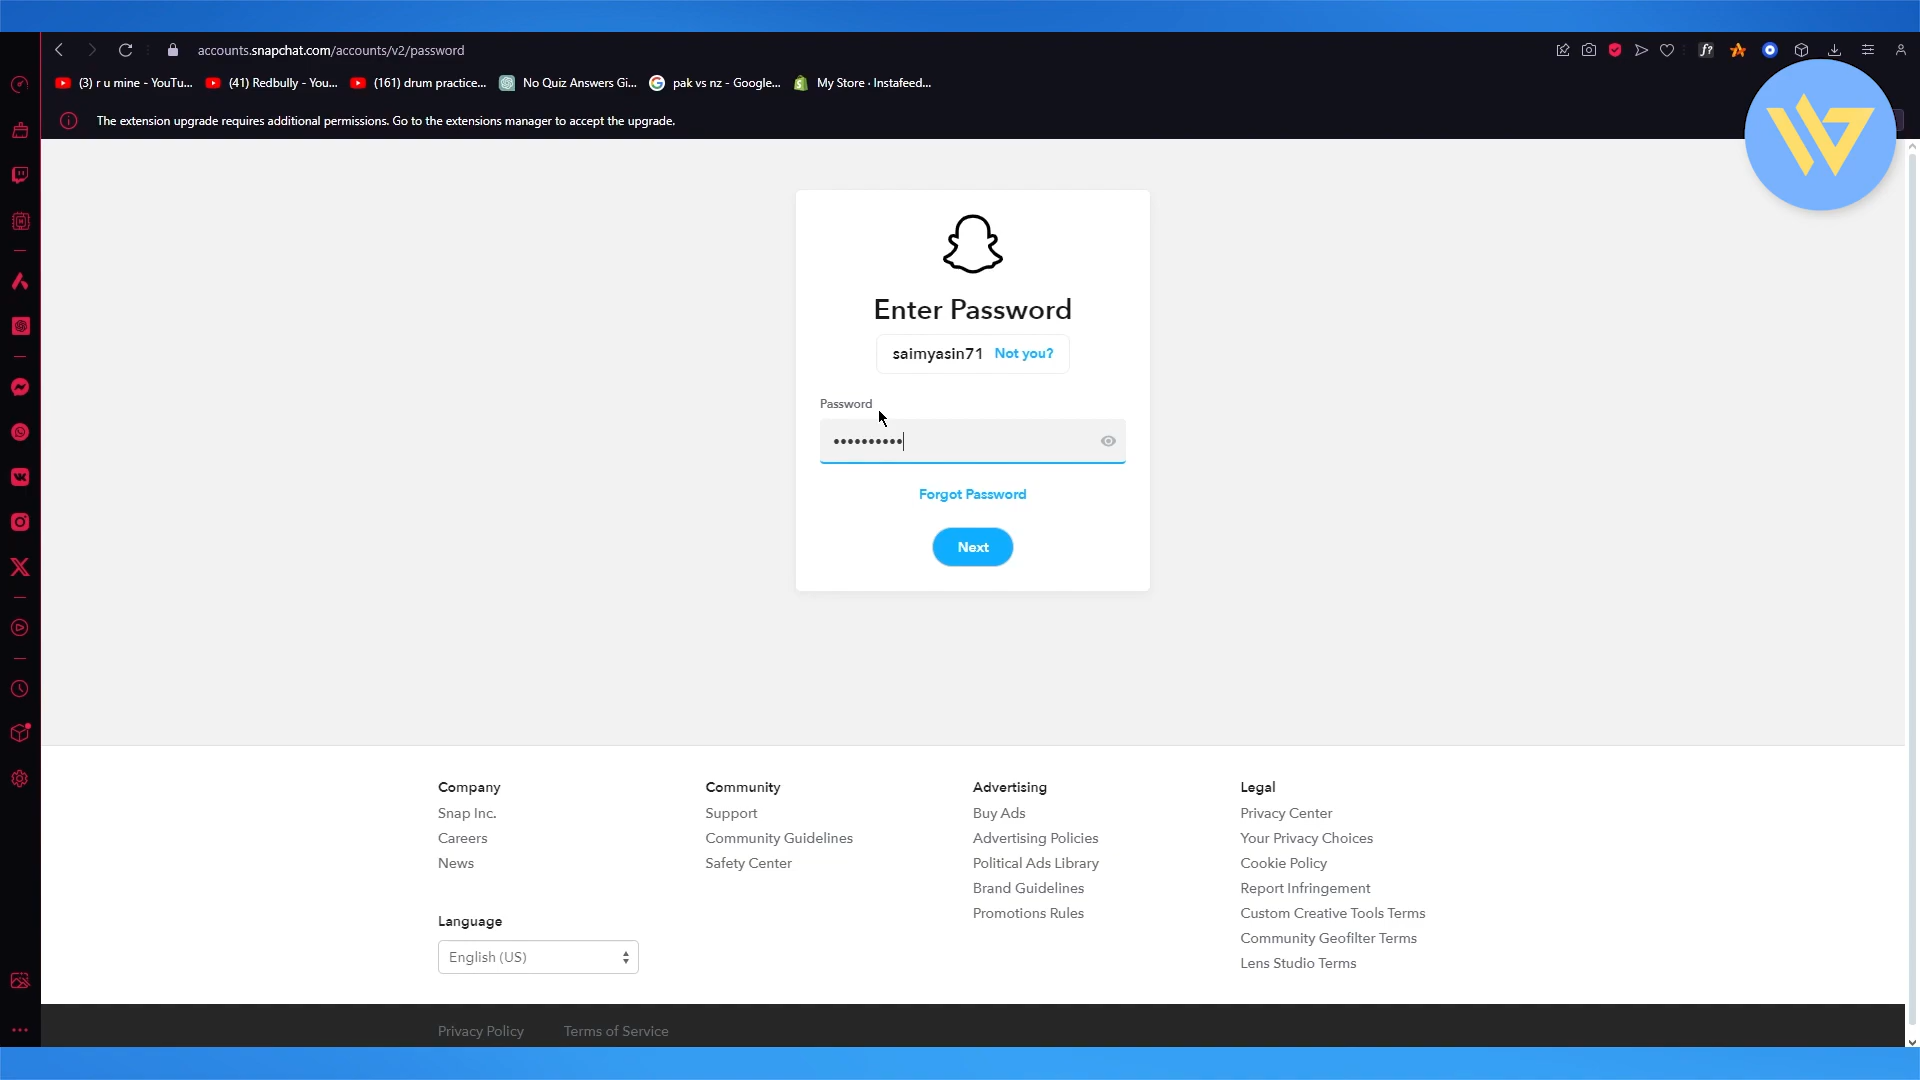 accounts.snapchat.com/accounts/v2/password
(3) r u mine - YouTu... (41) Redbully - You... (161) drum practice... No Quiz Answers Gi... pak vs nz - Google... My Store · Instafeed...
The extension upgrade requires additional permissions. Go to the extensions manager to accept the upgrade.
Enter Password
saimyasin71 Not you?
Password
Forgot Password
Next
Company
Snap Inc.
Careers
News
Language
English (US)
Community
Support
Community Guidelines
Safety Center
Advertising
Buy Ads
Advertising Policies
Political Ads Library
Brand Guidelines
Promotions Rules
Legal
Privacy Center
Your Privacy Choices
Cookie Policy
Report Infringement
Custom Creative Tools Terms
Community Geofilter Terms
Lens Studio Terms
Privacy Policy Terms of Service